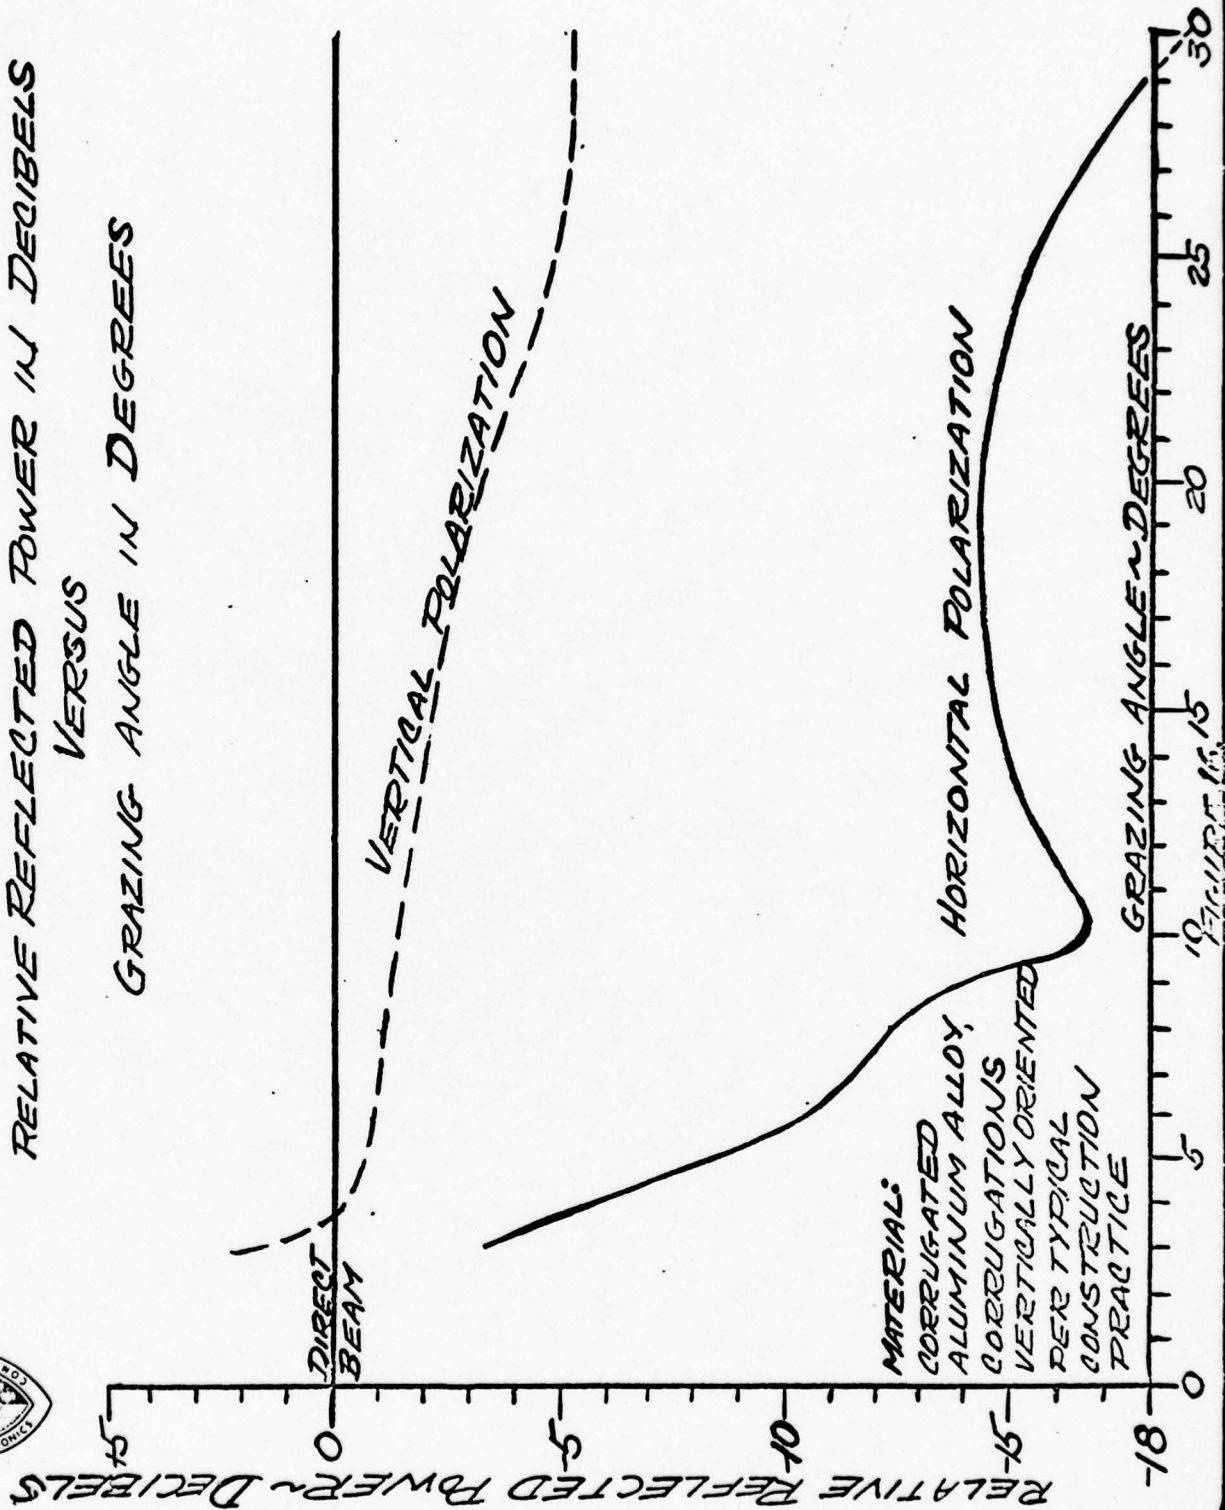 RELATIVE REFLECTED POWER IN DECIBELS
VERSUS
GRAZING ANGLE IN DEGREES
+5
0
-5
-10
-15
-18
RELATIVE REFLECTED POWER~DECIBELS
DIRECT
BEAM
VERTICAL POLARIZATION
HORIZONTAL POLARIZATION
MATERIAL:
CORRUGATED
ALUMINUM ALLOY,
CORRUGATIONS
VERTICALLY ORIENTED
PER TYPICAL
CONSTRUCTION
PRACTICE
GRAZING ANGLE~DEGREES
0
5
10
15
20
25
30